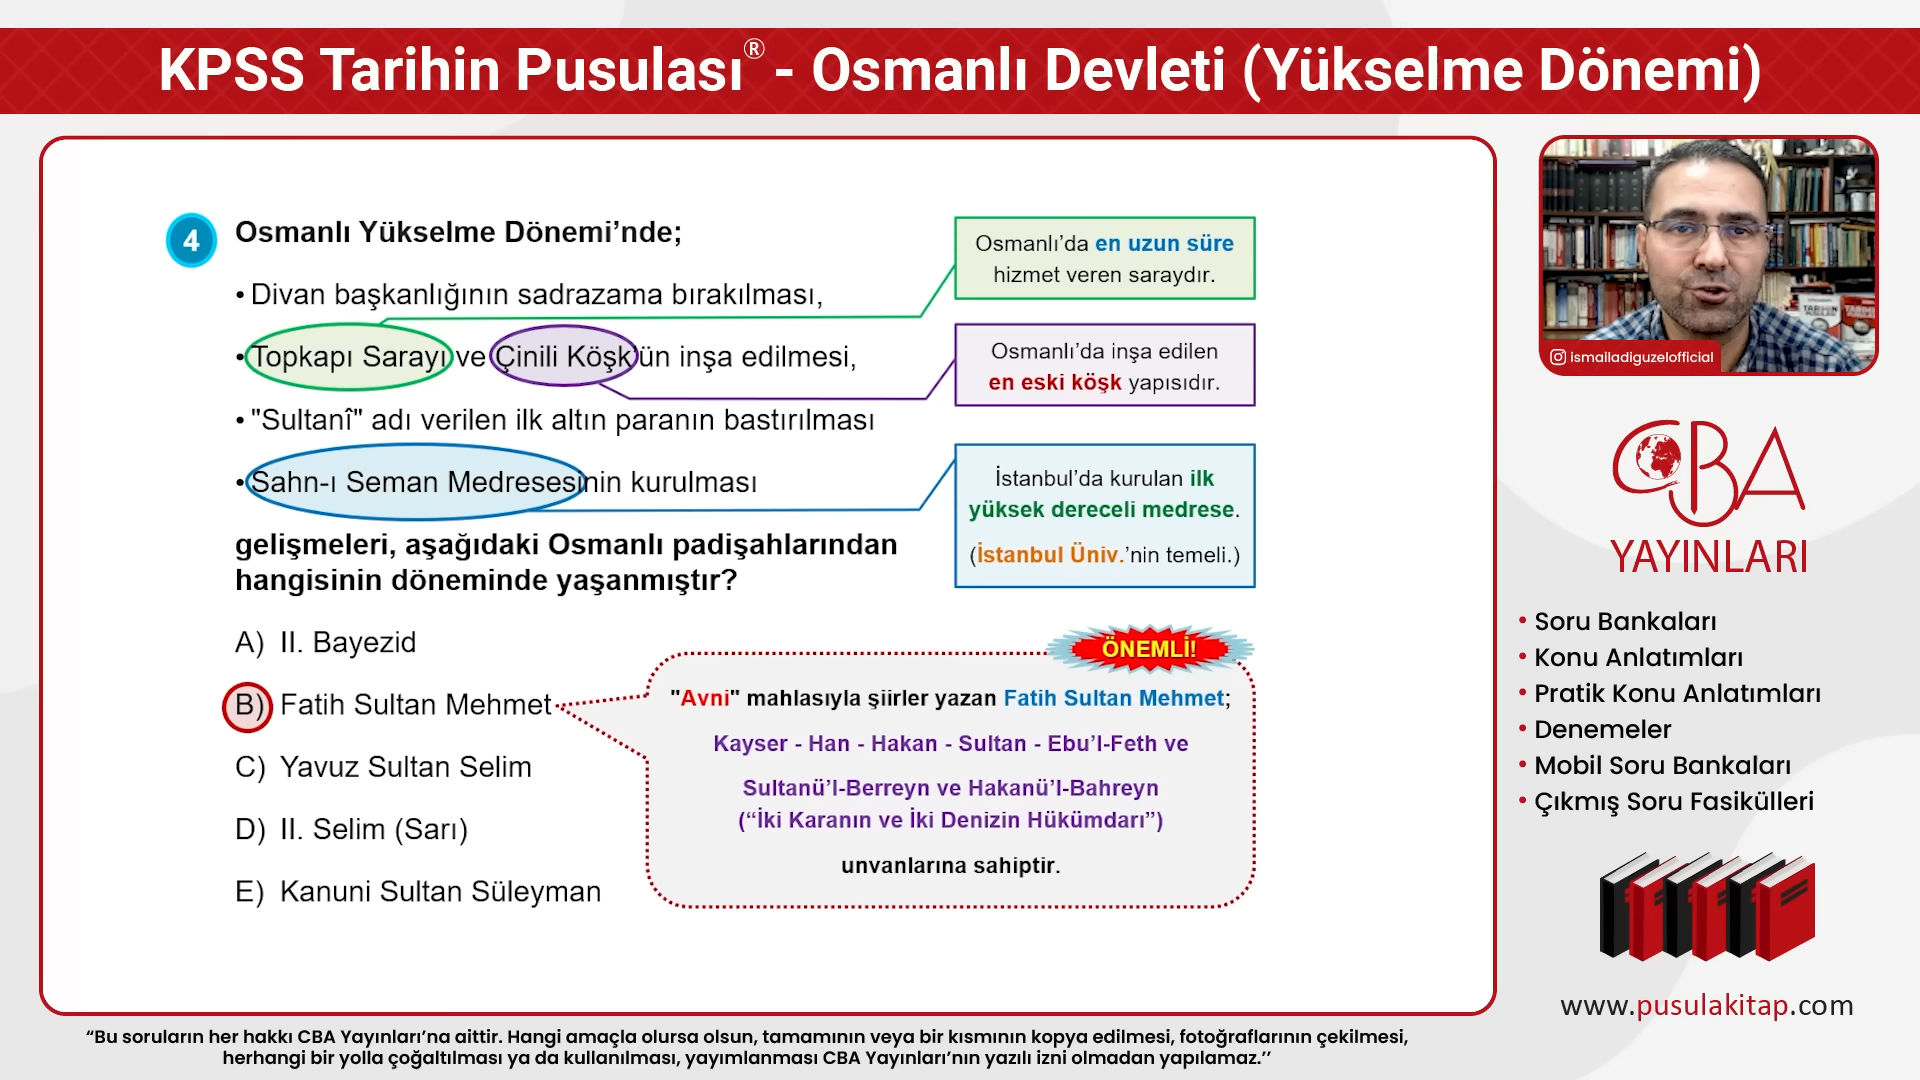 KPSS Tarihin Pusulası® - Osmanlı Devleti (Yükselme Dönemi)
4
Osmanlı Yükselme Dönemi’nde;
• Divan başkanlığının sadrazama bırakılması,
• Topkapı Sarayı ve Çinili Köşk'ün inşa edilmesi,
• "Sultanî" adı verilen ilk altın paranın bastırılması
• Sahn-ı Seman Medresesinin kurulması
gelişmeleri, aşağıdaki Osmanlı padişahlarından
hangisinin döneminde yaşanmıştır?
A) II. Bayezid
B) Fatih Sultan Mehmet
C) Yavuz Sultan Selim
D) II. Selim (Sarı)
E) Kanuni Sultan Süleyman
Osmanlı’da en uzun süre
hizmet veren saraydır.
Osmanlı’da inşa edilen
en eski köşk yapısıdır.
İstanbul’da kurulan ilk
yüksek dereceli medrese.
(İstanbul Üniv.’nin temeli.)
ÖNEMLİ!
"Avni" mahlasıyla şiirler yazan Fatih Sultan Mehmet;
Kayser - Han - Hakan - Sultan - Ebu’l-Feth ve
Sultanü’l-Berreyn ve Hakanü’l-Bahreyn
(“İki Karanın ve İki Denizin Hükümdarı”)
unvanlarına sahiptir.
ismailadiguzelofficial
CBA
YAYINLARI
• Soru Bankaları
• Konu Anlatımları
• Pratik Konu Anlatımları
• Denemeler
• Mobil Soru Bankaları
• Çıkmış Soru Fasikülleri
www.pusulakitap.com
“Bu soruların her hakkı CBA Yayınları’na aittir. Hangi amaçla olursa olsun, tamamının veya bir kısmının kopya edilmesi, fotoğraflarının çekilmesi,
herhangi bir yolla çoğaltılması ya da kullanılması, yayımlanması CBA Yayınları’nın yazılı izni olmadan yapılamaz.’’